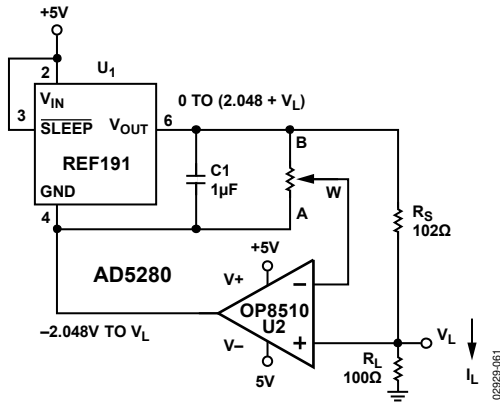 +5V
U1
2
VIN
3
SLEEP
VOUT
6
0 TO (2.048 + VL)
REF191
GND
4
C1
1µF
B
W
A
RS
102Ω
AD5280
+5V
V+
−
OP8510
U2
+
V−
5V
−2.048V TO VL
VL
RL
100Ω
IL
02929-061